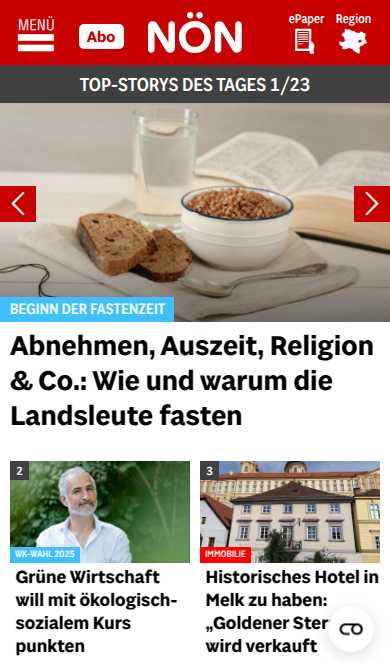 MENÜ
Abo
NÖN
ePaper
Region
TOP-STORYS DES TAGES 1/23
BEGINN DER FASTENZEIT
Abnehmen, Auszeit, Religion
& Co.: Wie und warum die
Landsleute fasten
2
WK-WAHL 2025
Grüne Wirtschaft
will mit ökologisch-
sozialem Kurs
punkten
3
IMMOBILIE
Historisches Hotel in
Melk zu haben:
„Goldener
wird verkauft